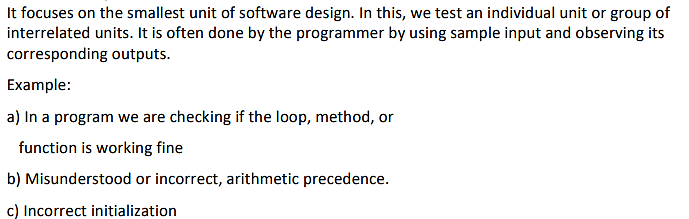 It focuses on the smallest unit of software design. In this, we test an individual unit or group of
interrelated units. It is often done by the programmer by using sample input and observing its
corresponding outputs.
Example:
a) In a program we are checking if the loop, method, or
function is working fine
b) Misunderstood or incorrect, arithmetic precedence.
c) Incorrect initialization